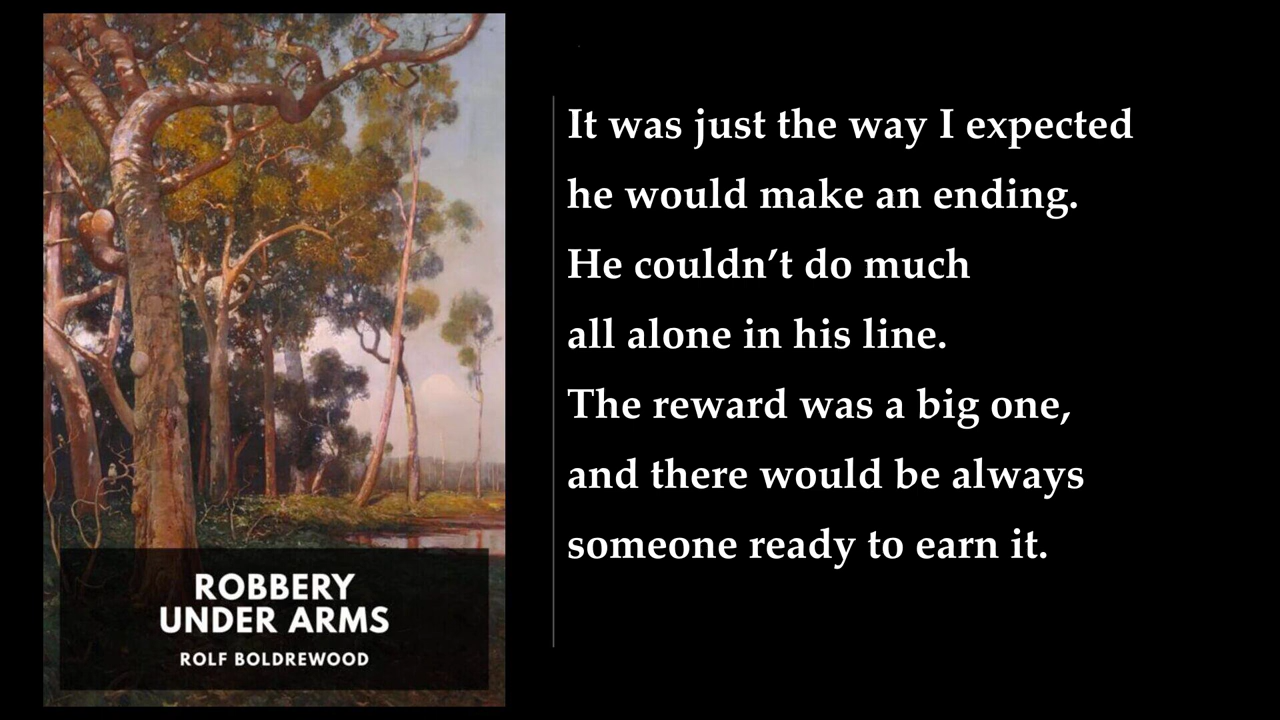 It was just the way I expected
he would make an ending.
He couldn’t do much
all alone in his line.
The reward was a big one,
and there would be always
someone ready to earn it.
ROBBERY
UNDER ARMS
ROLF BOLDREWOOD